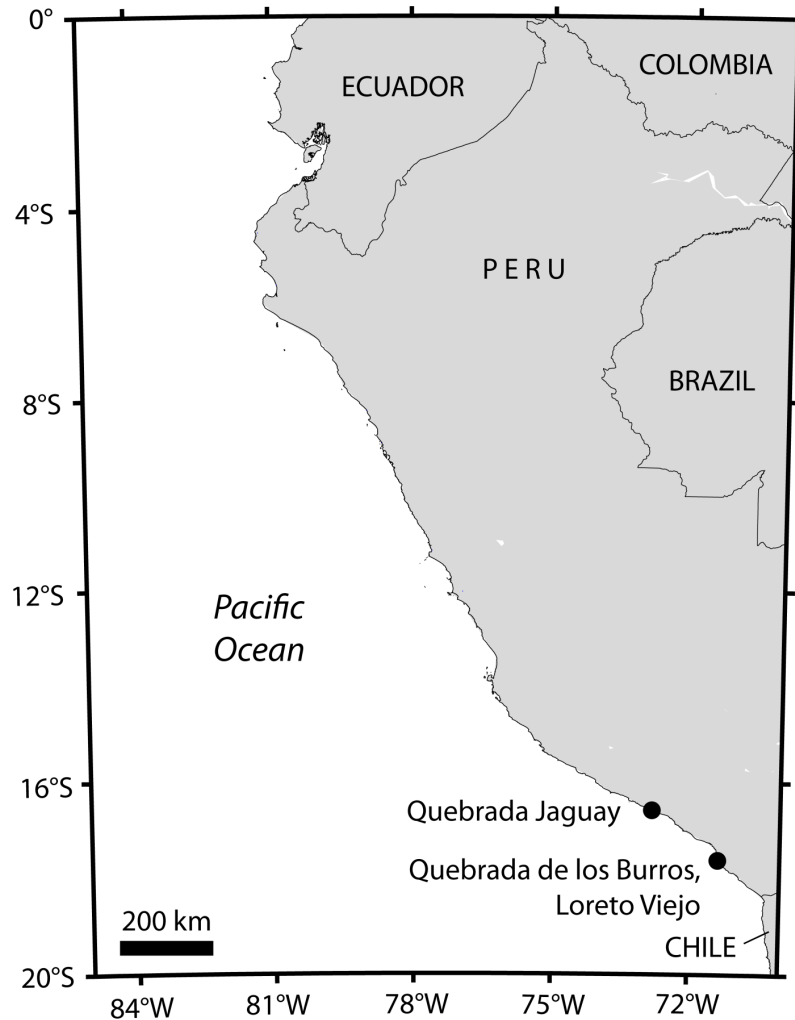 0°
ECUADOR
COLOMBIA
4°S
P E R U
BRAZIL
8°S
12°S
Pacific
Ocean
16°S
Quebrada Jaguay
Quebrada de los Burros,
Loreto Viejo
200 km
CHILE
20°S
84°W 81°W 78°W 75°W 72°W